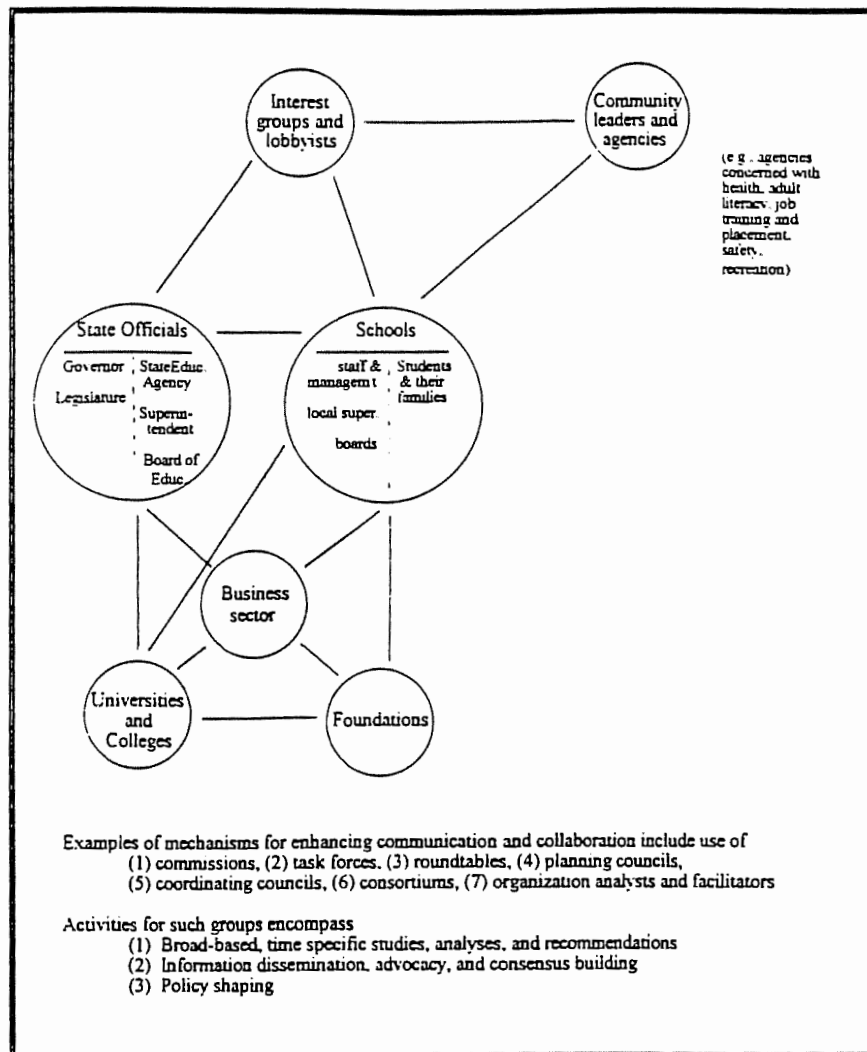 Interest
groups and
lobbyists
Community
leaders and
agencies
(e g . agencies
concerned with
health. adult
literacy. job
training and
placement.
safety.
recreation)
State Officials
Governor
Legislature
State Educ.
Agency
Superin-
tendent
Board of
Educ.
Schools
staff &
managem t
local super.
boards
Students
& their
families
Business
sector
Universities
and
Colleges
Foundations
Examples of mechanisms for enhancing communication and collaboration include use of
(1) commissions, (2) task forces. (3) roundtables, (4) planning councils,
(5) coordinating councils, (6) consortiums, (7) organization analysts and facilitators
Activities for such groups encompass
(1) Broad-based, time specific studies, analyses, and recommendations
(2) Information dissemination. advocacy, and consensus building
(3) Policy shaping